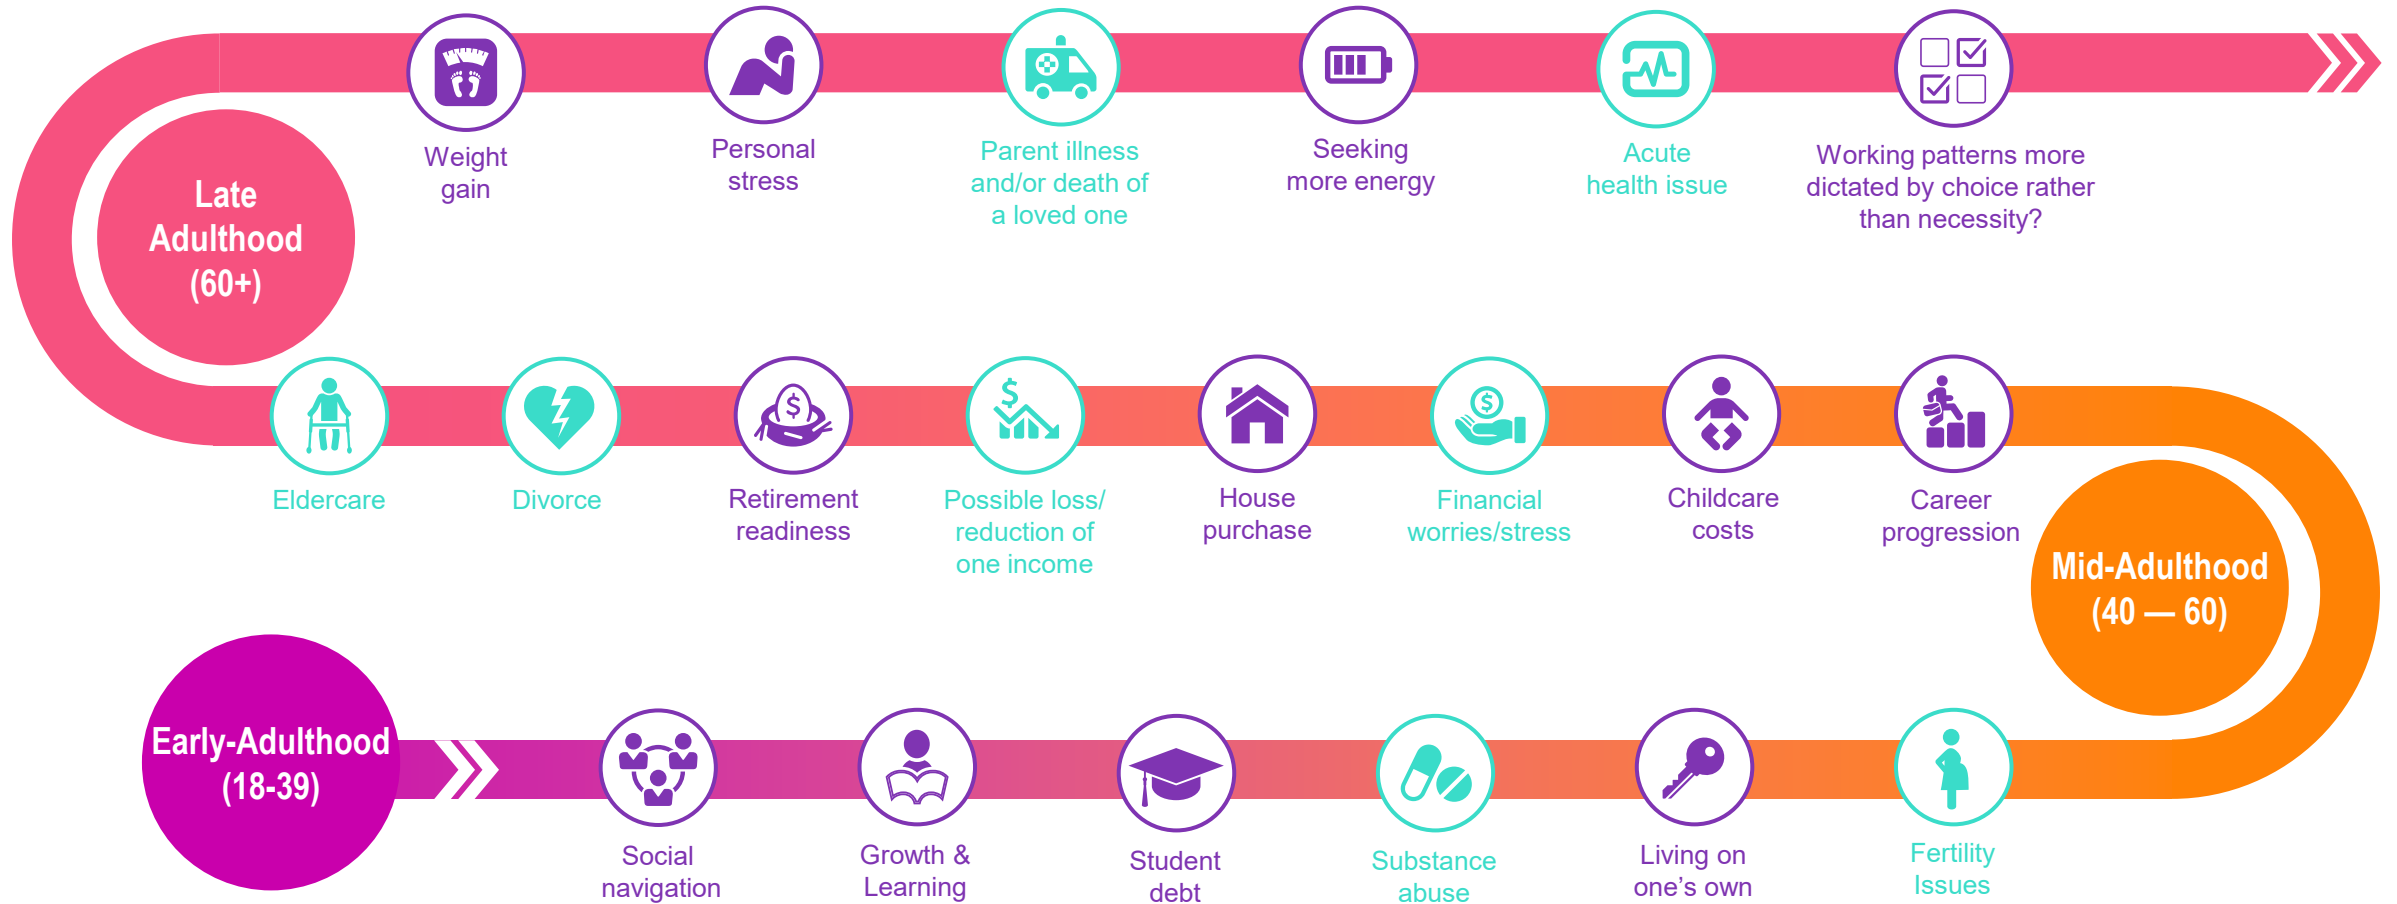 Weight
gain
Personal
stress
Parent illness
and/or death of
a loved one
Seeking
more energy
Acute
health issue
Working patterns more
dictated by choice rather
than necessity?
Late
Adulthood
(60+)
Eldercare
Divorce
$
Retirement
readiness
$
Possible loss/
reduction of
one income
House
purchase
$
Financial
worries/stress
Childcare
costs
Career
progression
Mid-Adulthood
(40 — 60)
Early-Adulthood
(18-39)
Social
navigation
Growth &
Learning
Student
debt
Substance
abuse
Living on
one’s own
Fertility
Issues